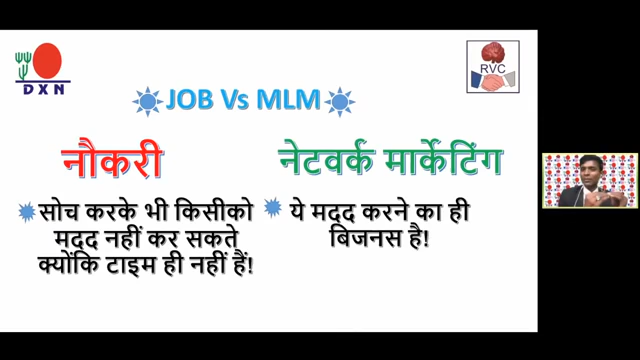 DXN
RVC
JOB Vs MLM
नौकरी
सोच करके भी किसीको
मदद नहीं कर सकते
क्योंकि टाइम ही नहीं हैं!
नेटवर्क मार्केटिंग
ये मदद करने का ही
बिजनस है!